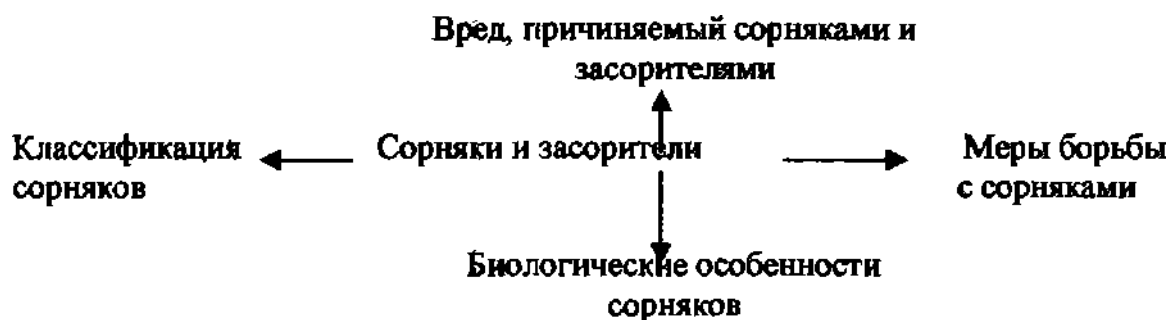 Вред, причиняемый сорняками и
засорителями
Классификация
сорняков
Сорняки и засорители
Меры борьбы
с сорняками
Биологические особенности
сорняков